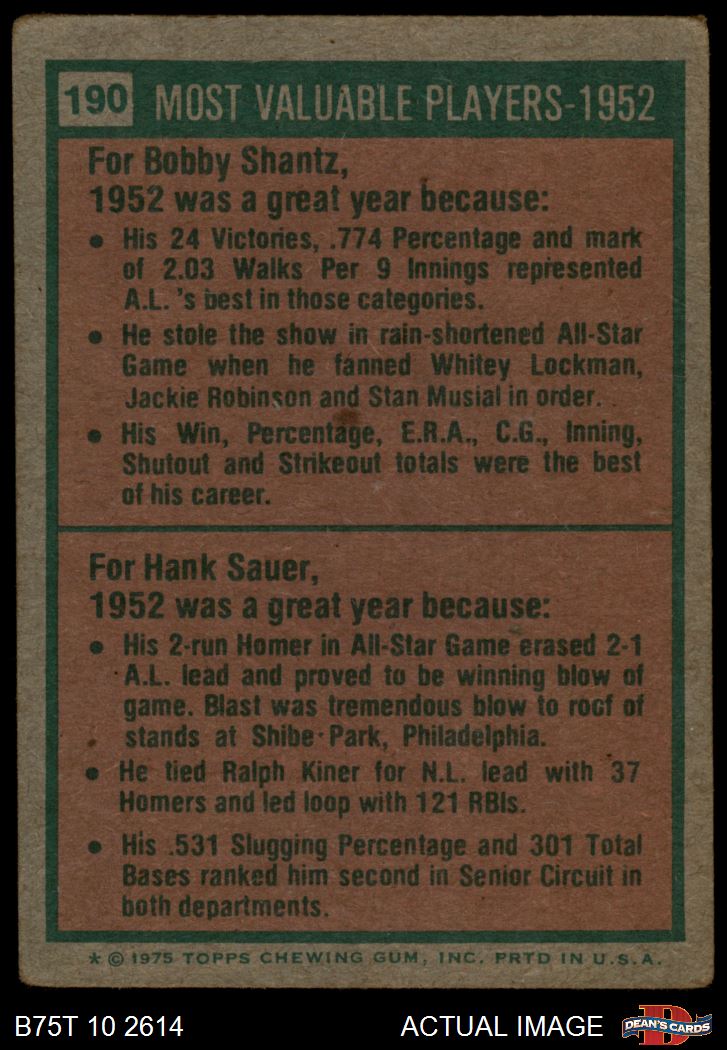 190 MOST VALUABLE PLAYERS-1952
For Bobby Shantz,
1952 was a great year because:
• His 24 Victories, .774 Percentage and mark
of 2.03 Walks Per 9 Innings represented
A.L. 's best in those categories.
• He stole the show in rain-shortened All-Star
Game when he fanned Whitey Lockman,
Jackie Robinson and Stan Musial in order.
• His Win, Percentage, E.R.A., C.G., Inning,
Shutout and Strikeout totals were the best
of his career.
For Hank Sauer,
1952 was a great year because:
• His 2-run Homer in All-Star Game erased 2-1
A.L. lead and proved to be winning blow of
game. Blast was tremendous blow to roof of
stands at Shibe Park, Philadelphia.
• He tied Ralph Kiner for N.L. lead with 37
Homers and led loop with 121 RBIs.
• His .531 Slugging Percentage and 301 Total
Bases ranked him second in Senior Circuit in
both departments.
* © 1975 TOPPS CHEWING GUM, INC. PRTD IN U.S.A.
B75T 10 2614 ACTUAL IMAGE D DEAN'S CARDS